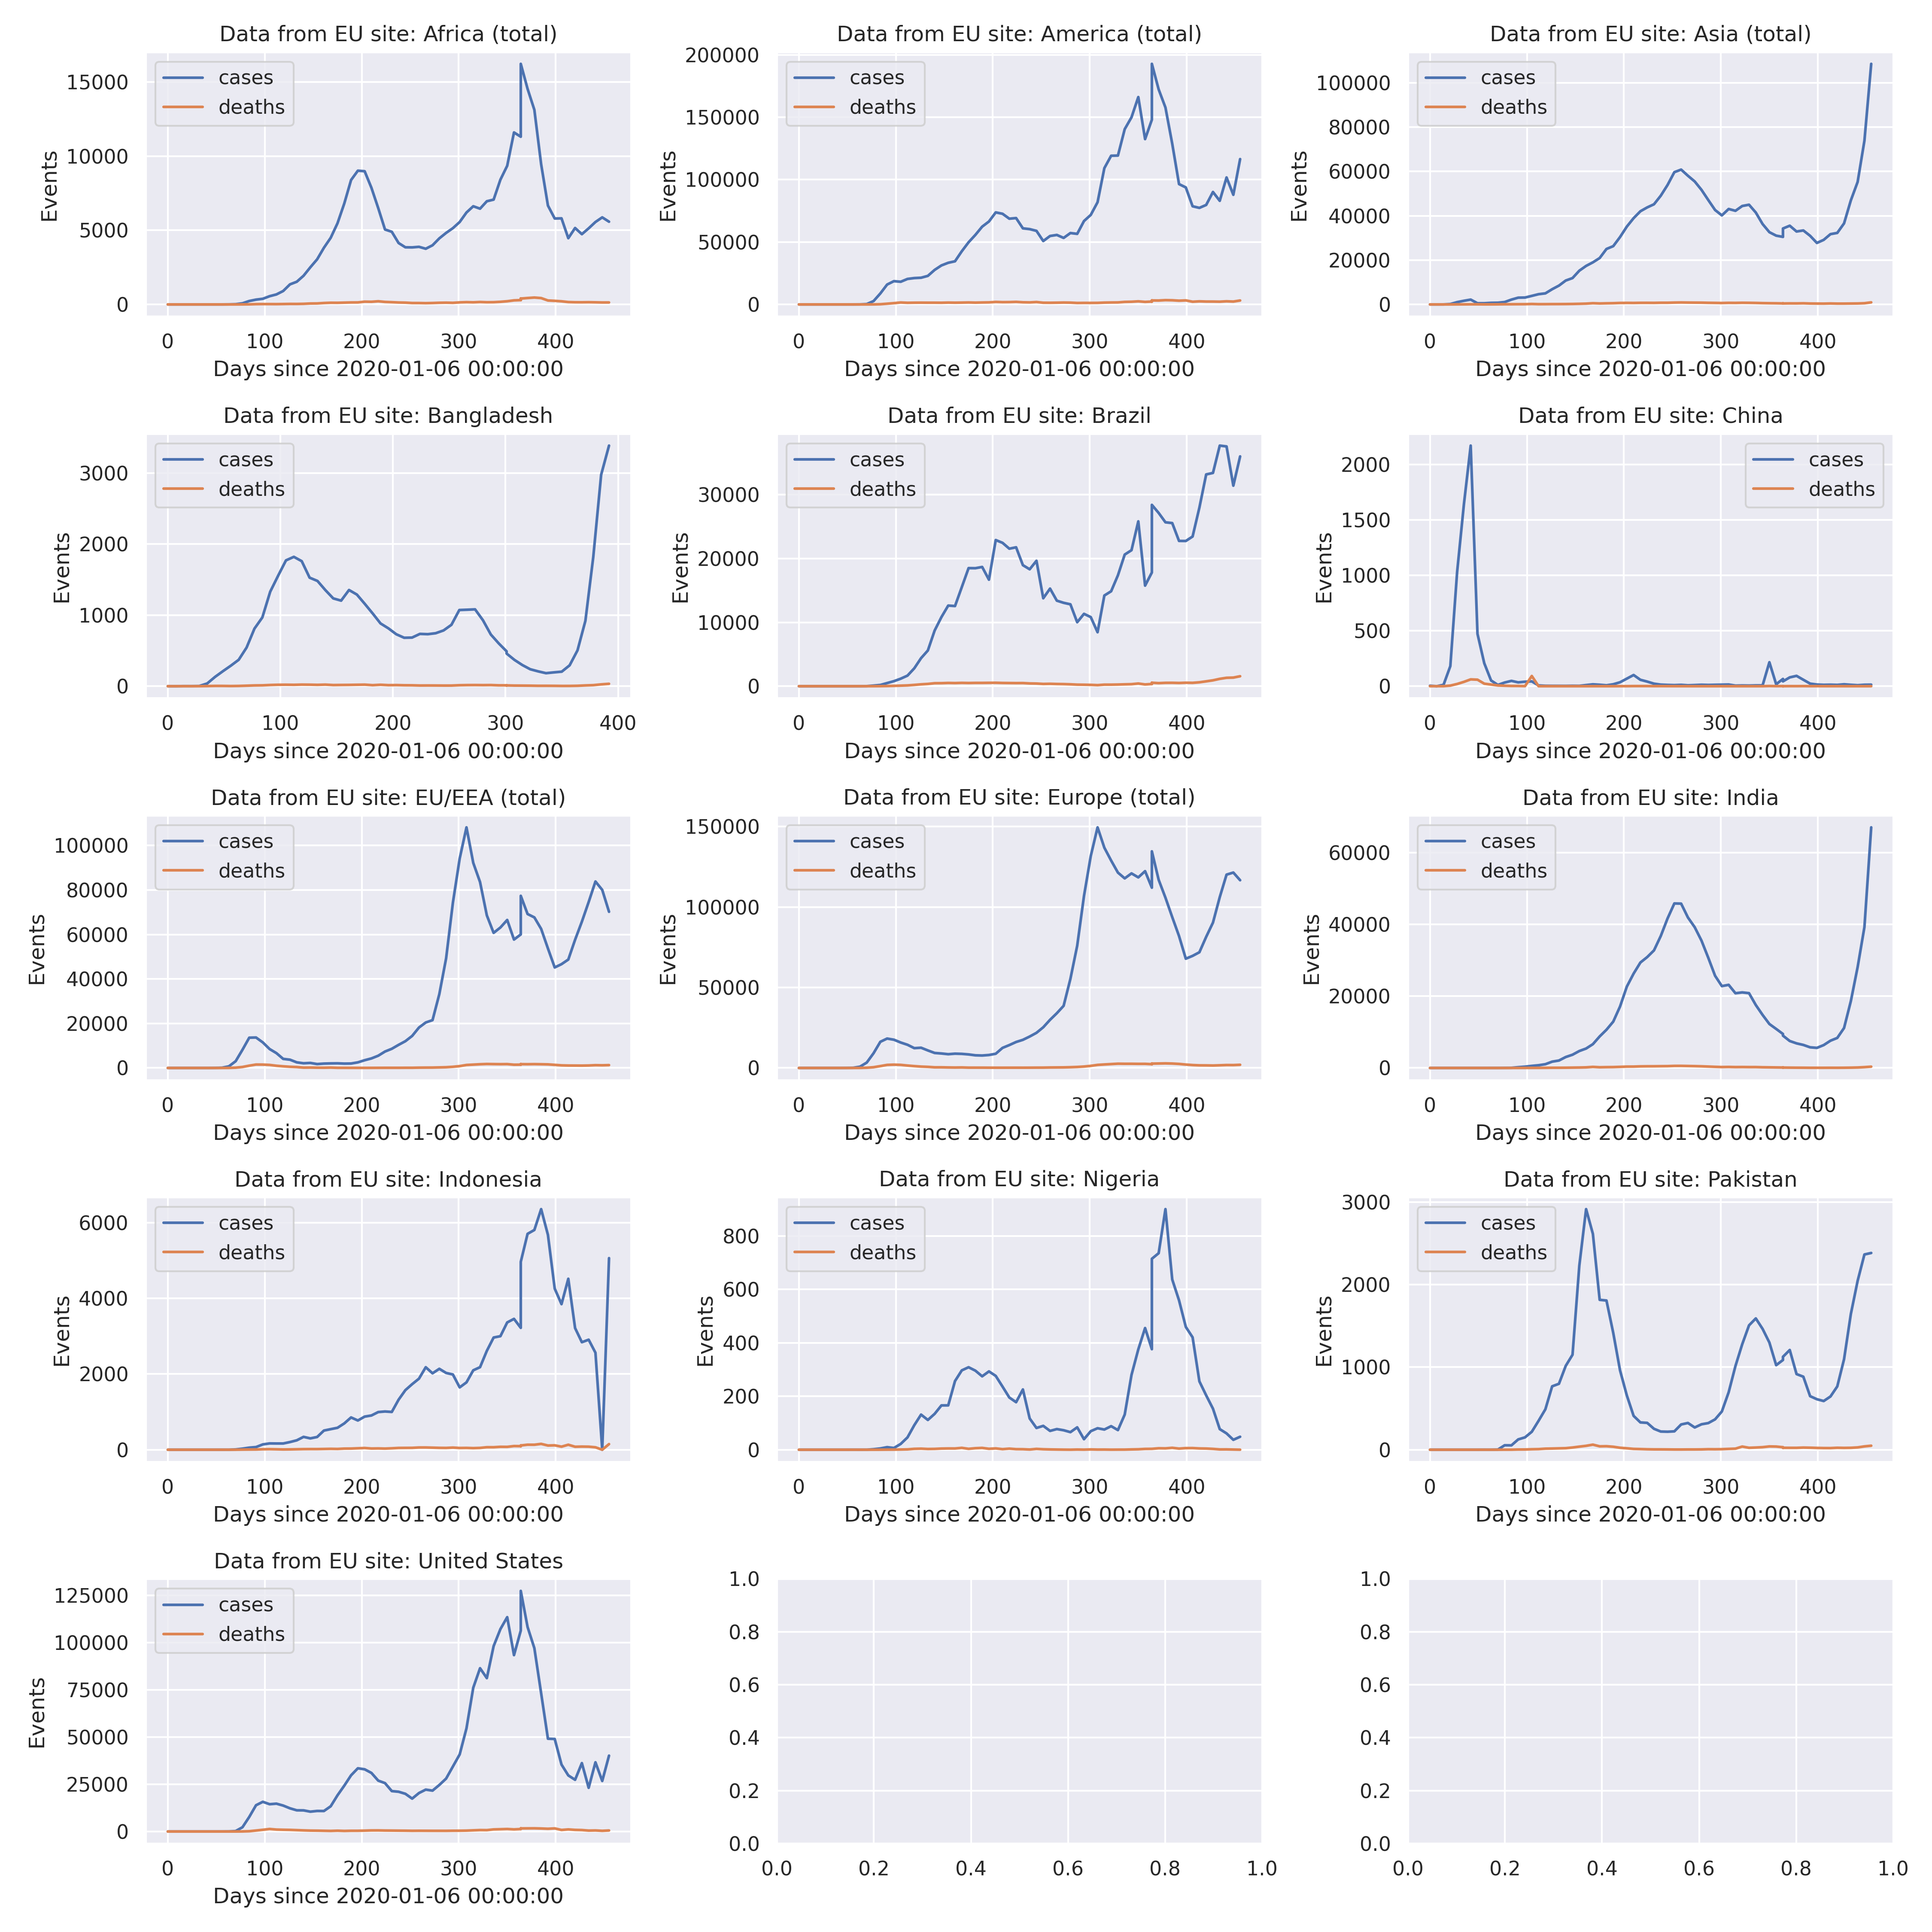 Data from EU site: Africa (total)
cases
deaths
15000
10000
5000
0
Events
0 100 200 300 400
Days since 2020-01-06 00:00:00
Data from EU site: America (total)
cases
deaths
200000
150000
100000
50000
0
Events
0 100 200 300 400
Days since 2020-01-06 00:00:00
Data from EU site: Asia (total)
cases
deaths
100000
80000
60000
40000
20000
0
Events
0 100 200 300 400
Days since 2020-01-06 00:00:00
Data from EU site: Bangladesh
cases
deaths
3000
2000
1000
0
Events
0 100 200 300 400
Days since 2020-01-06 00:00:00
Data from EU site: Brazil
cases
deaths
30000
20000
10000
0
Events
0 100 200 300 400
Days since 2020-01-06 00:00:00
Data from EU site: China
cases
deaths
2000
1500
1000
500
0
Events
0 100 200 300 400
Days since 2020-01-06 00:00:00
Data from EU site: EU/EEA (total)
cases
deaths
100000
80000
60000
40000
20000
0
Events
0 100 200 300 400
Days since 2020-01-06 00:00:00
Data from EU site: Europe (total)
cases
deaths
150000
100000
50000
0
Events
0 100 200 300 400
Days since 2020-01-06 00:00:00
Data from EU site: India
cases
deaths
60000
40000
20000
0
Events
0 100 200 300 400
Days since 2020-01-06 00:00:00
Data from EU site: Indonesia
cases
deaths
6000
4000
2000
0
Events
0 100 200 300 400
Days since 2020-01-06 00:00:00
Data from EU site: Nigeria
cases
deaths
800
600
400
200
0
Events
0 100 200 300 400
Days since 2020-01-06 00:00:00
Data from EU site: Pakistan
cases
deaths
3000
2000
1000
0
Events
0 100 200 300 400
Days since 2020-01-06 00:00:00
Data from EU site: United States
cases
deaths
125000
100000
75000
50000
25000
0
Events
0 100 200 300 400
Days since 2020-01-06 00:00:00
1.0
0.8
0.6
0.4
0.2
0.0
0.0 0.2 0.4 0.6 0.8 1.0
1.0
0.8
0.6
0.4
0.2
0.0
0.0 0.2 0.4 0.6 0.8 1.0